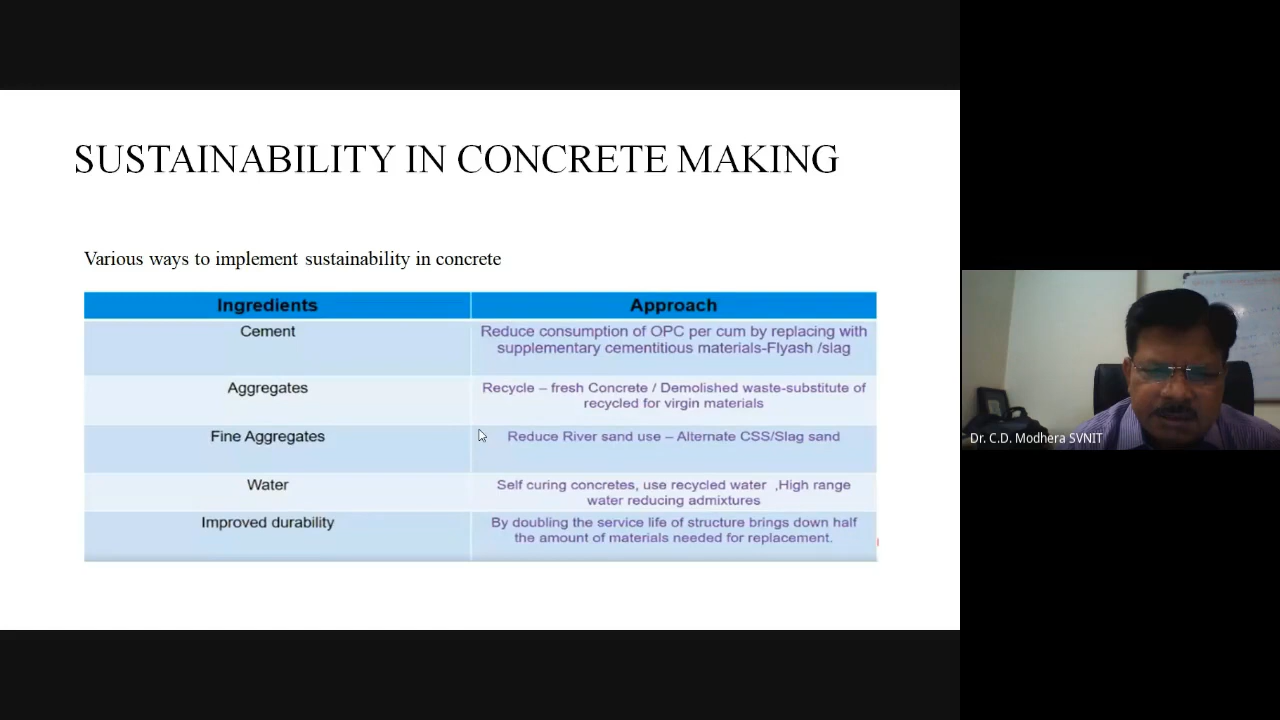 SUSTAINABILITY IN CONCRETE MAKING
Various ways to implement sustainability in concrete
Ingredients Approach
Cement Reduce consumption of OPC per cum by replacing with
supplementary cementitious materials-Flyash /slag
Aggregates Recycle – fresh Concrete / Demolished waste-substitute of
recycled for virgin materials
Fine Aggregates Reduce River sand use – Alternate CSS/Slag sand
Water Self curing concretes, use recycled water ,High range
water reducing admixtures
Improved durability By doubling the service life of structure brings down half
the amount of materials needed for replacement.
Dr. C.D. Modhera SVNIT